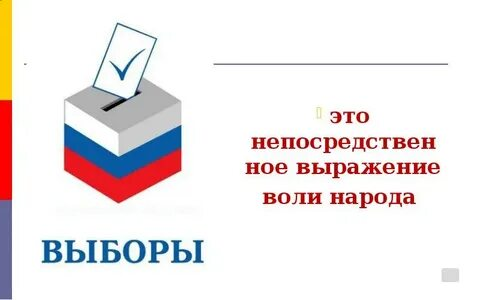 ВЫБОРЫ
это
непосредствен
ное выражение
воли народа